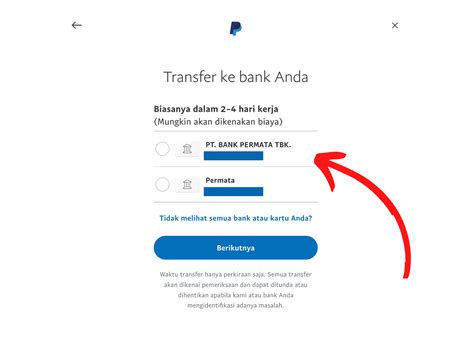 Transfer ke bank Anda
Biasanya dalam 2-4 hari kerja
(Mungkin akan dikenakan biaya)
PT. BANK PERMATA TBK.
Permata
Tidak melihat semua bank atau kartu Anda?
Berikutnya
Waktu transfer hanya perkiraan saja. Semua transfer
akan dikenai pemeriksaan dan dapat ditunda atau
dihentikan apabila kami atau bank Anda
mengidentifikasi adanya masalah.